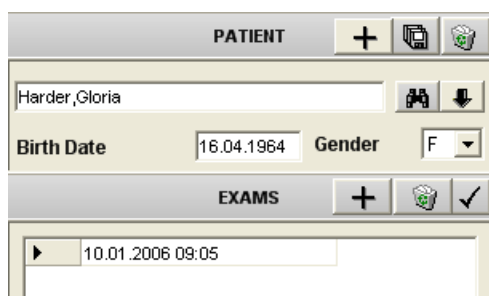 PATIENT
Harder,Gloria
Birth Date 16.04.1964 Gender F
EXAMS
10.01.2006 09:05